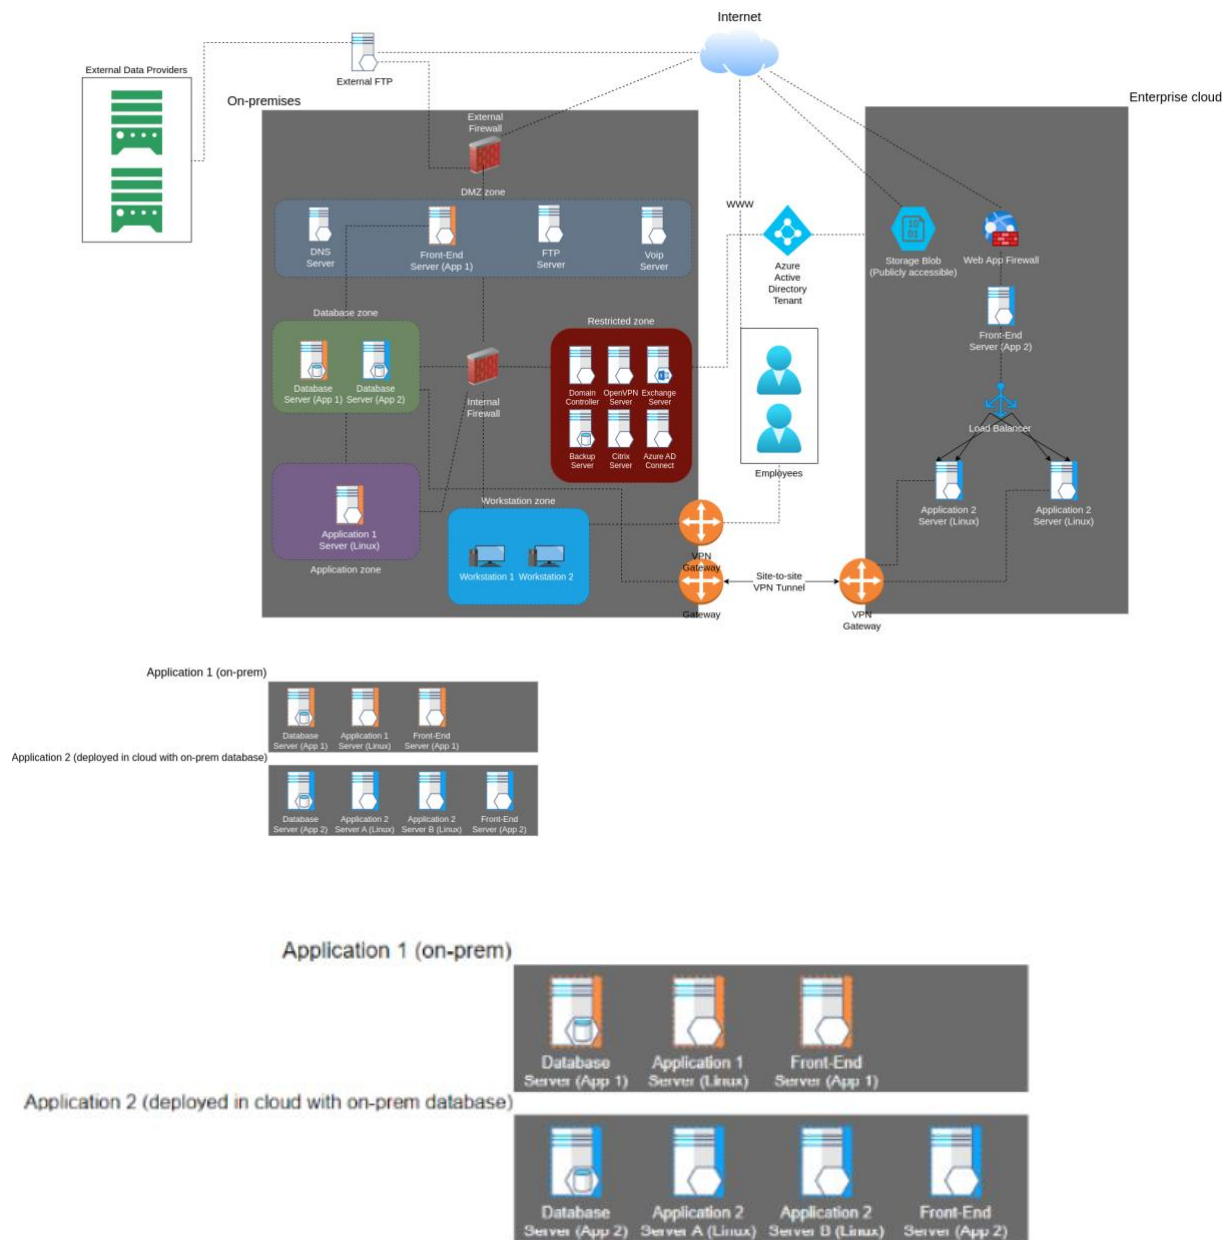 Internet
External Data Providers
External FTP
On-premises
Enterprise cloud
External
Firewall
DMZ zone
DNS
Server
Front-End
Server (App 1)
FTP
Server
Voip
Server
www
Azure
Active
Directory
Tenant
Storage Blob
(Publicly accessible)
10
01
Web App Firewall
Front-End
Server (App 2)
Database zone
Database
Server (App 1)
Database
Server (App 2)
Internal
Firewall
Restricted zone
Domain
Controller
OpenVPN
Server
Exchange
Server
Backup
Server
Citrix
Server
Azure AD
Connect
Employees
Load Balancer
Application 2
Server (Linux)
Application 2
Server (Linux)
Application 1
Server (Linux)
Application zone
Workstation zone
Workstation 1
Workstation 2
VPN
Gateway
Gateway
Site-to-site
VPN Tunnel
VPN
Gateway
Application 1 (on-prem)
Database
Server (App 1)
Application 1
Server (Linux)
Front-End
Server (App 1)
Application 2 (deployed in cloud with on-prem database)
Database
Server (App 2)
Application 2
Server A (Linux)
Application 2
Server B (Linux)
Front-End
Server (App 2)
Application 1 (on-prem)
Database
Server (App 1)
Application 1
Server (Linux)
Front-End
Server (App 1)
Application 2 (deployed in cloud with on-prem database)
Database
Server (App 2)
Application 2
Server A (Linux)
Application 2
Server B (Linux)
Front-End
Server (App 2)